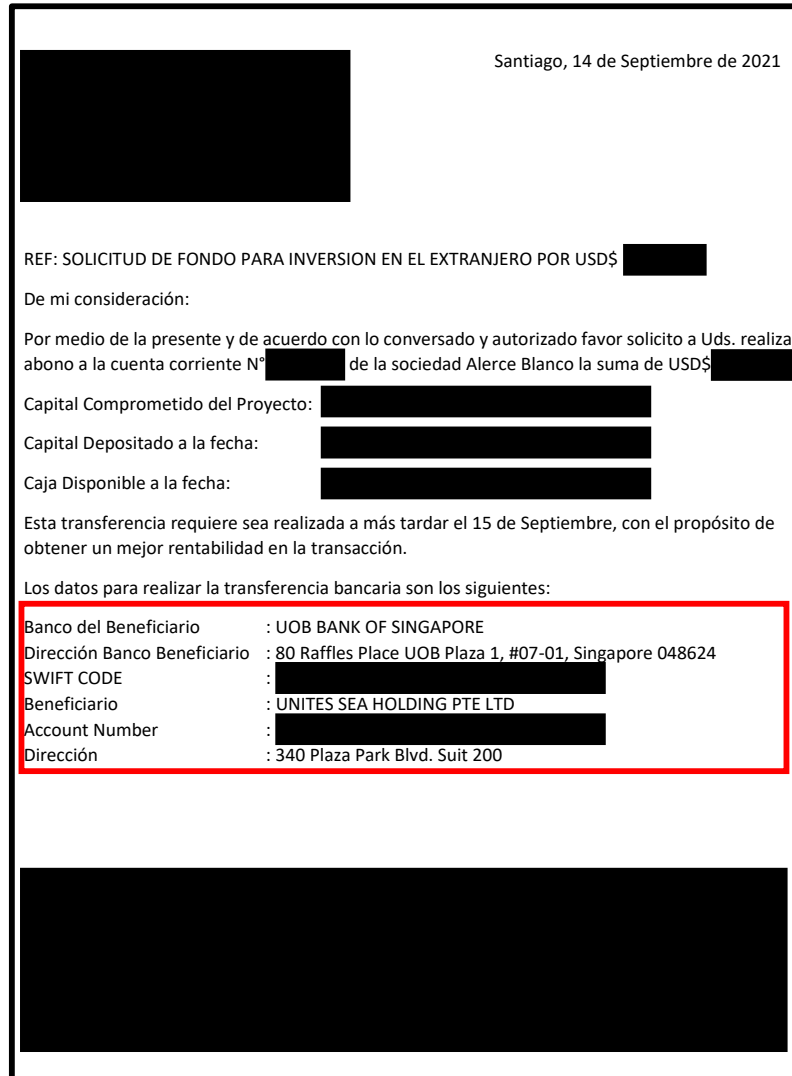 Santiago, 14 de Septiembre de 2021
REF: SOLICITUD DE FONDO PARA INVERSION EN EL EXTRANJERO POR USD$
De mi consideración:
Por medio de la presente y de acuerdo con lo conversado y autorizado favor solicito a Uds. realiza
abono a la cuenta corriente N° de la sociedad Alerce Blanco la suma de USD$
Capital Comprometido del Proyecto:
Capital Depositado a la fecha:
Caja Disponible a la fecha:
Esta transferencia requiere sea realizada a más tardar el 15 de Septiembre, con el propósito de
obtener un mejor rentabilidad en la transacción.
Los datos para realizar la transferencia bancaria son los siguientes:
Banco del Beneficiario : UOB BANK OF SINGAPORE
Dirección Banco Beneficiario : 80 Raffles Place UOB Plaza 1, #07-01, Singapore 048624
SWIFT CODE :
Beneficiario : UNITES SEA HOLDING PTE LTD
Account Number :
Dirección : 340 Plaza Park Blvd. Suit 200